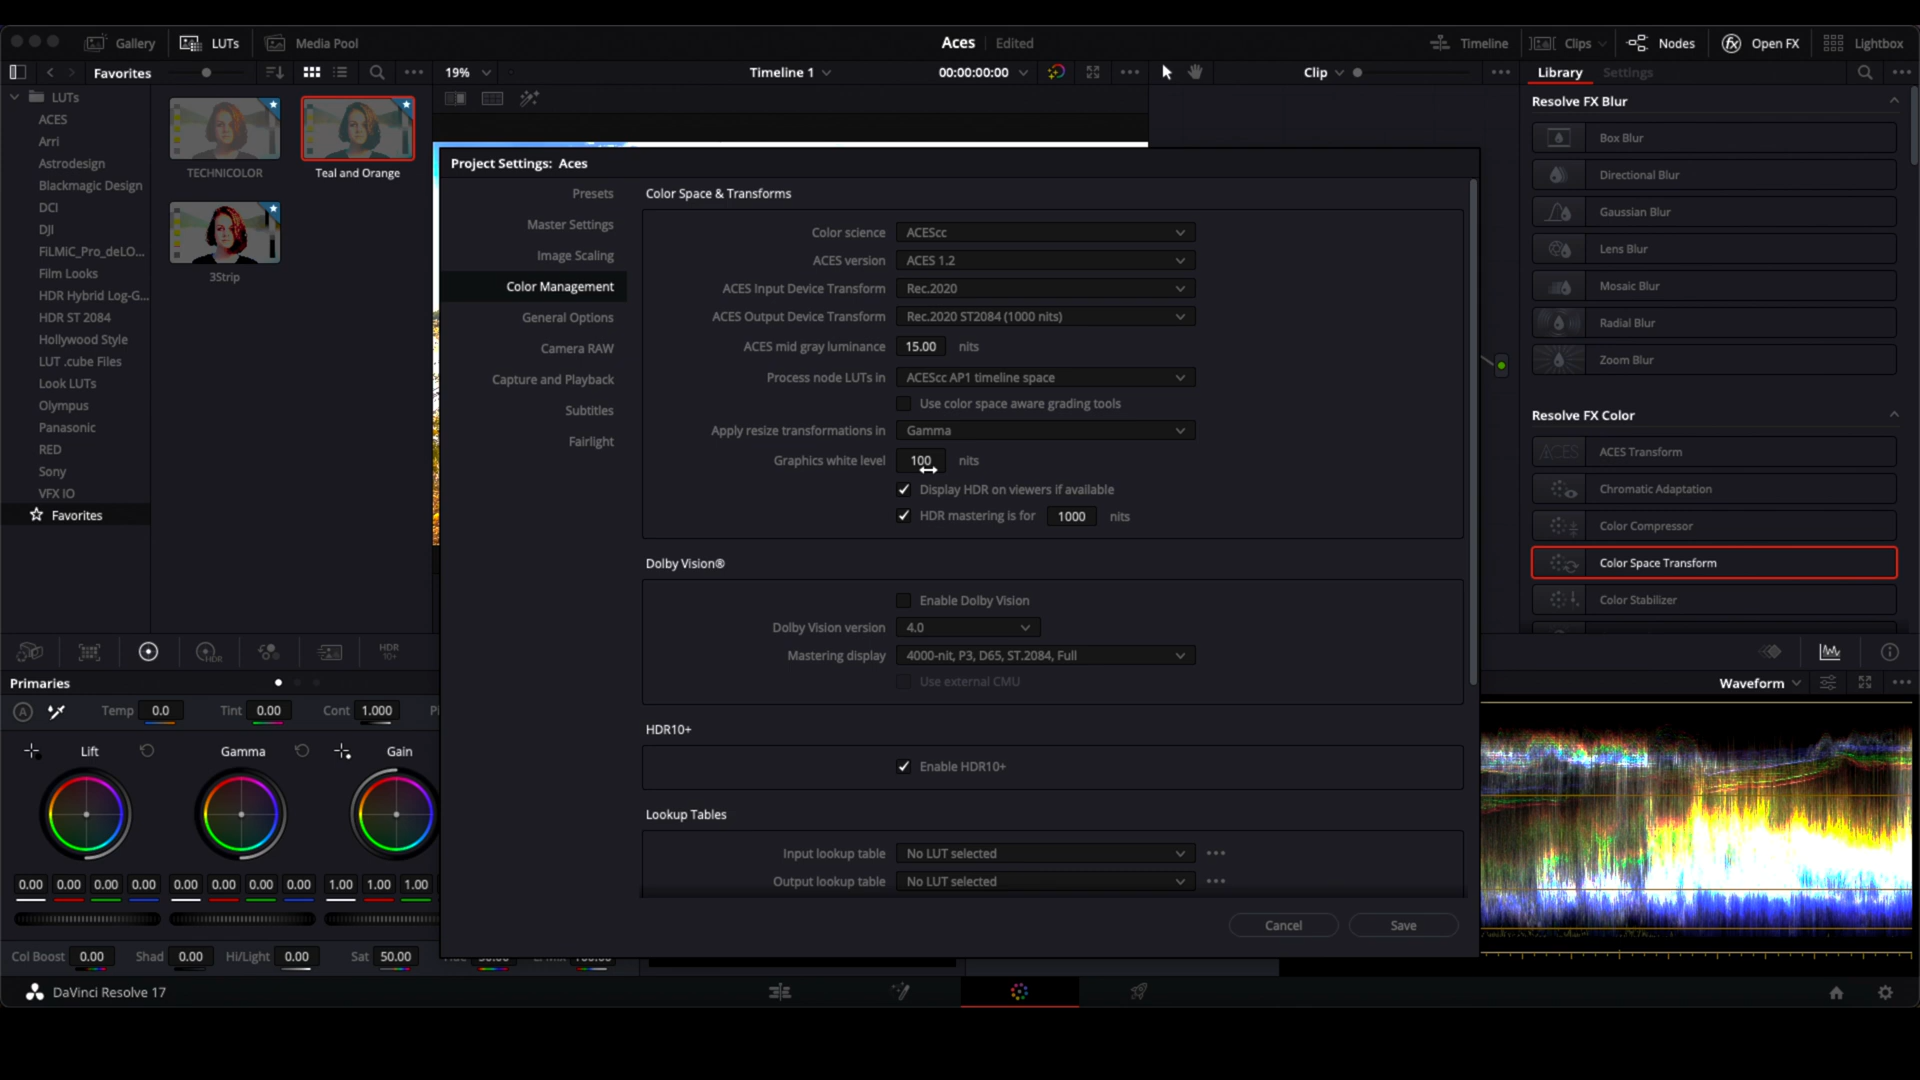 Gallery LUTs Media Pool Aces Edited Timeline Clips Nodes Open FX Lightbox
Favorites 19% Timeline 1 00:00:00:00 Clip Library Settings
LUTs
ACES
Arri
Astrodesign
Blackmagic Design
DCI
DJI
FiLMiC_Pro_deLO...
Film Looks
HDR Hybrid Log-G...
HDR ST 2084
Hollywood Style
LUT .cube Files
Look LUTs
Olympus
Panasonic
RED
Sony
VFX IO
Favorites
TECHNICOLOR
Teal and Orange
3Strip
Project Settings: Aces
Presets
Master Settings
Image Scaling
Color Management
General Options
Camera RAW
Capture and Playback
Subtitles
Fairlight
Color Space & Transforms
Color science ACEScc
ACES version ACES 1.2
ACES Input Device Transform Rec.2020
ACES Output Device Transform Rec.2020 ST2084 (1000 nits)
ACES mid gray luminance 15.00 nits
Process node LUTs in ACEScc AP1 timeline space
Use color space aware grading tools
Apply resize transformations in Gamma
Graphics white level 100 nits
Display HDR on viewers if available
HDR mastering is for 1000 nits
Dolby Vision®
Enable Dolby Vision
Dolby Vision version 4.0
Mastering display 4000-nit, P3, D65, ST.2084, Full
Use external CMU
HDR10+
Enable HDR10+
Lookup Tables
Input lookup table No LUT selected
Output lookup table No LUT selected
Cancel Save
Resolve FX Blur
Box Blur
Directional Blur
Gaussian Blur
Lens Blur
Mosaic Blur
Radial Blur
Zoom Blur
Resolve FX Color
ACES ACES Transform
Chromatic Adaptation
Color Compressor
Color Space Transform
Color Stabilizer
HDR HDR 10+
Primaries
A Temp 0.0 Tint 0.00 Cont 1.000
Lift Gamma Gain
0.00 0.00 0.00 0.00 0.00 0.00 0.00 0.00 1.00 1.00 1.00
Col Boost 0.00 Shad 0.00 Hi/Light 0.00 Sat 50.00
Waveform
DaVinci Resolve 17